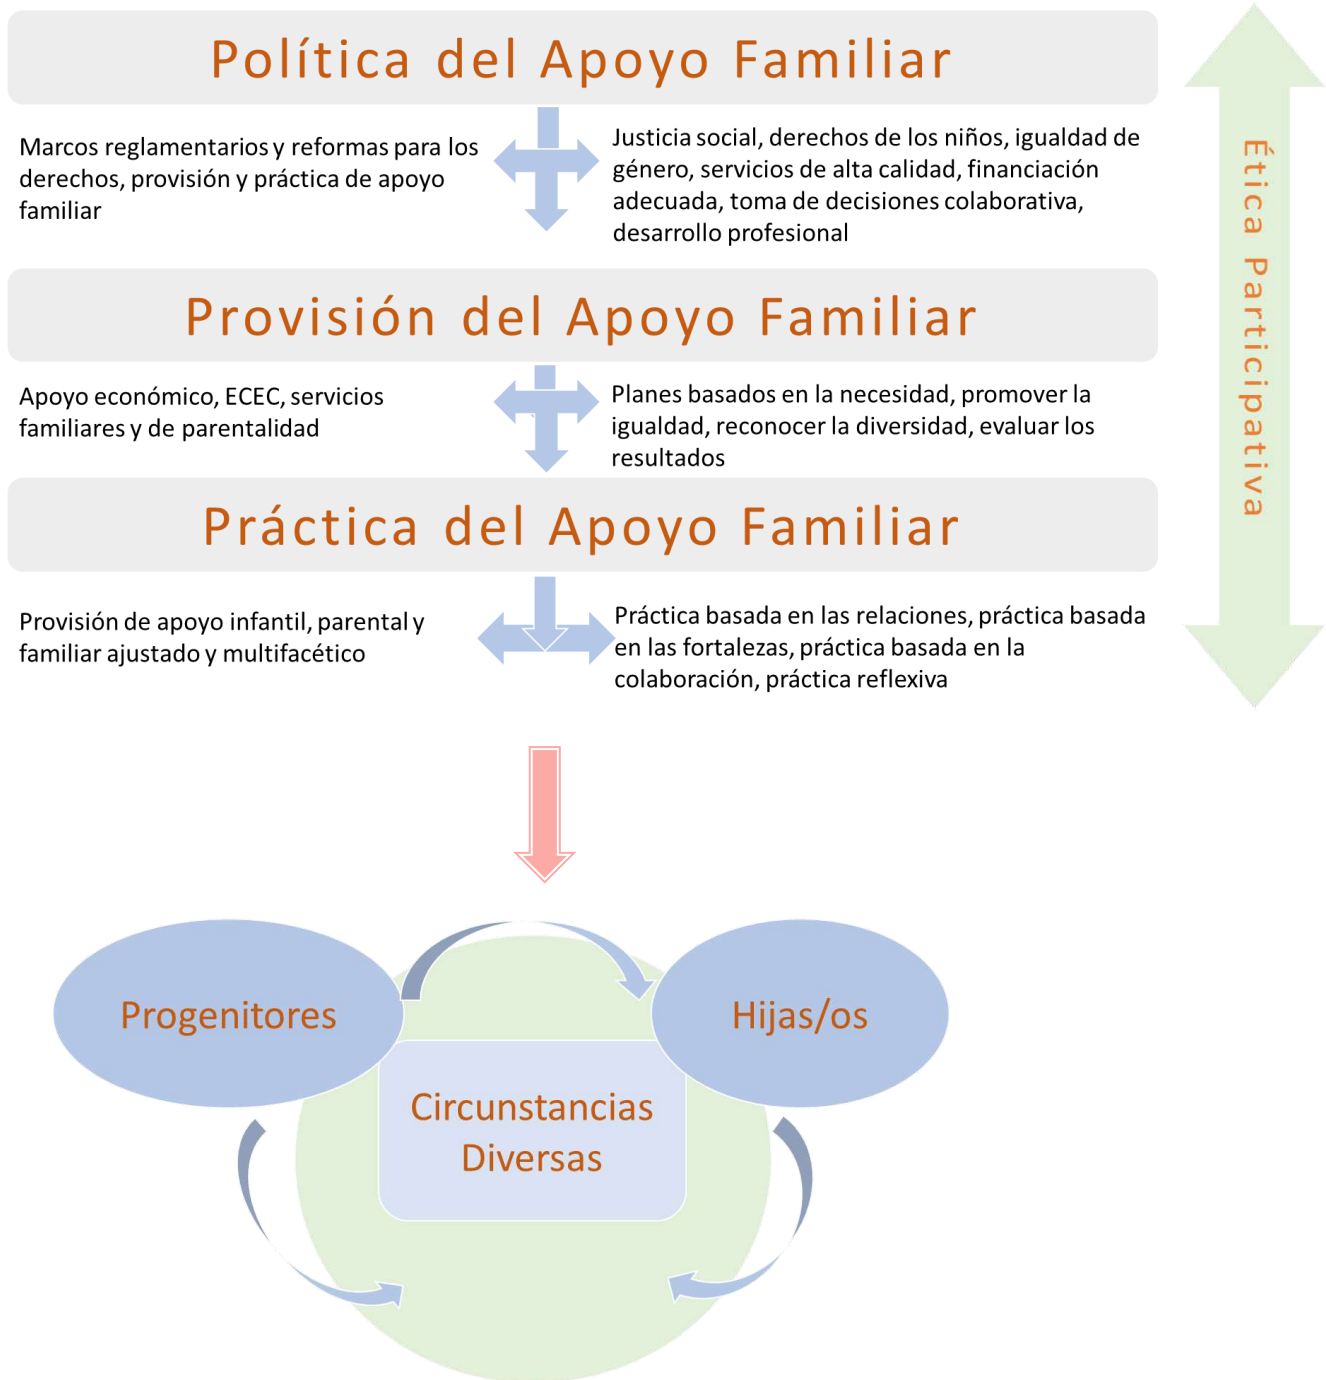 Política del Apoyo Familiar
Marcos reglamentarios y reformas para los
derechos, provisión y práctica de apoyo
familiar
Justicia social, derechos de los niños, igualdad de
género, servicios de alta calidad, financiación
adecuada, toma de decisiones colaborativa,
desarrollo profesional
Provisión del Apoyo Familiar
Apoyo económico, ECEC, servicios
familiares y de parentalidad
Planes basados en la necesidad, promover la
igualdad, reconocer la diversidad, evaluar los
resultados
Práctica del Apoyo Familiar
Provisión de apoyo infantil, parental y
familiar ajustado y multifacético
Práctica basada en las relaciones, práctica basada
en las fortalezas, práctica basada en la
colaboración, práctica reflexiva
Ética Participativa
Progenitores
Hijas/os
Circunstancias
Diversas